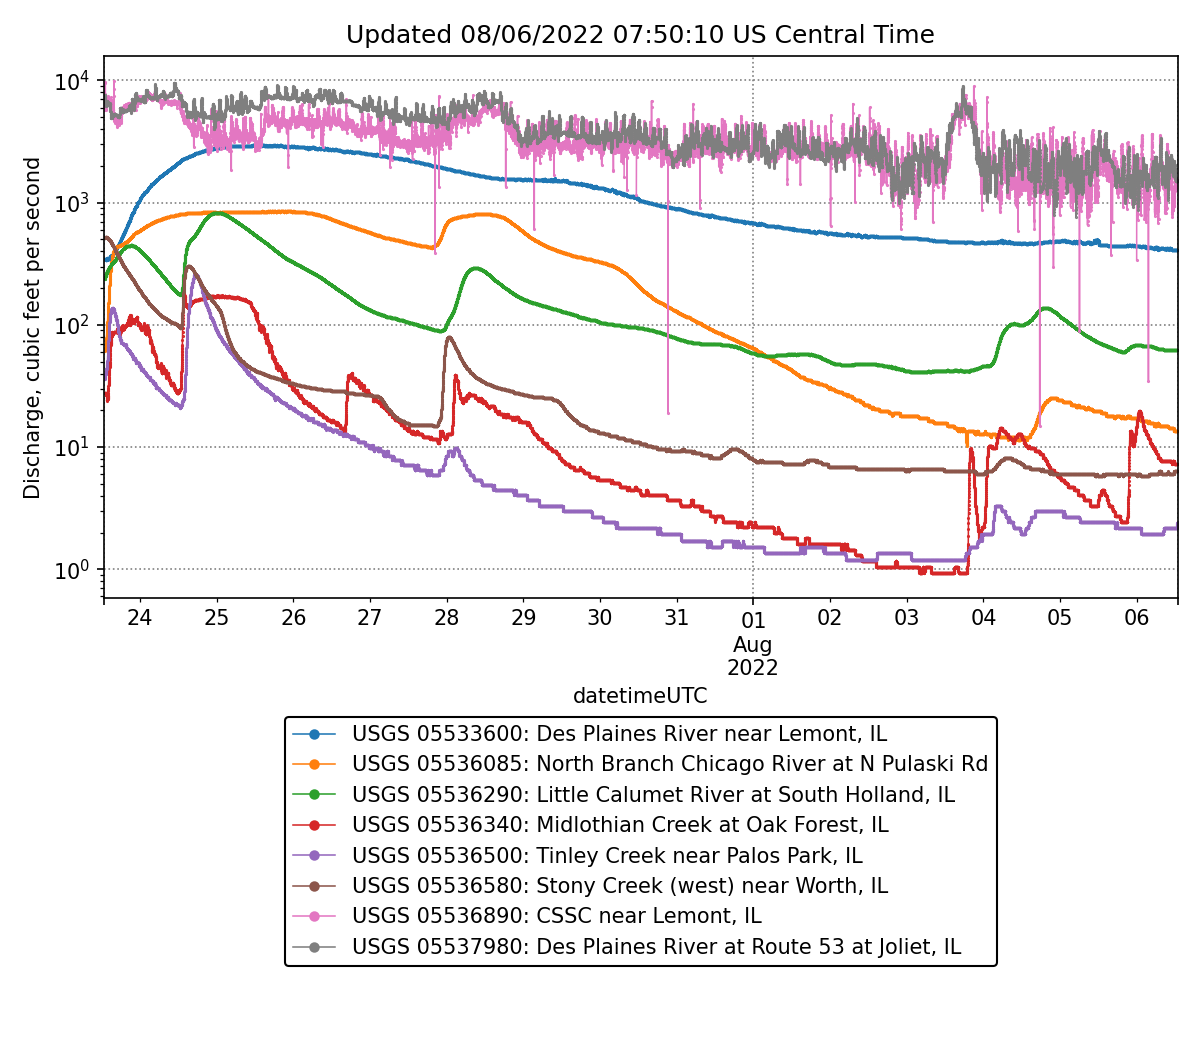 Updated 08/06/2022 07:50:10 US Central Time
Discharge, cubic feet per second
10⁴
10³
10²
10¹
10⁰
24 25 26 27 28 29 30 31 01 02 03 04 05 06
Aug
2022
datetimeUTC
USGS 05533600: Des Plaines River near Lemont, IL
USGS 05536085: North Branch Chicago River at N Pulaski Rd
USGS 05536290: Little Calumet River at South Holland, IL
USGS 05536340: Midlothian Creek at Oak Forest, IL
USGS 05536500: Tinley Creek near Palos Park, IL
USGS 05536580: Stony Creek (west) near Worth, IL
USGS 05536890: CSSC near Lemont, IL
USGS 05537980: Des Plaines River at Route 53 at Joliet, IL